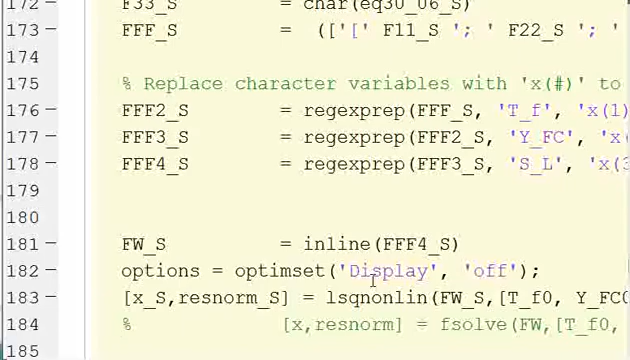 172 F33_S = char(eq30_06_S)
173 — FFF_S = (['[' F11_S '; ' F22_S '; '
174
175 % Replace character variables with 'x(#)' to
176 — FFF2_S = regexprep(FFF_S, 'T_f', 'x(1)
177 — FFF3_S = regexprep(FFF2_S, 'Y_FC', 'x
178 — FFF4_S = regexprep(FFF3_S, 'S_L', 'x(3
179
180
181 — FW_S = inline(FFF4_S)
182 — options = optimset('Display', 'off');
183 — [x_S,resnorm_S] = lsqnonlin(FW_S,[T_f0, Y_FC0
184 % [x,resnorm] = fsolve(FW,[T_f0,
185